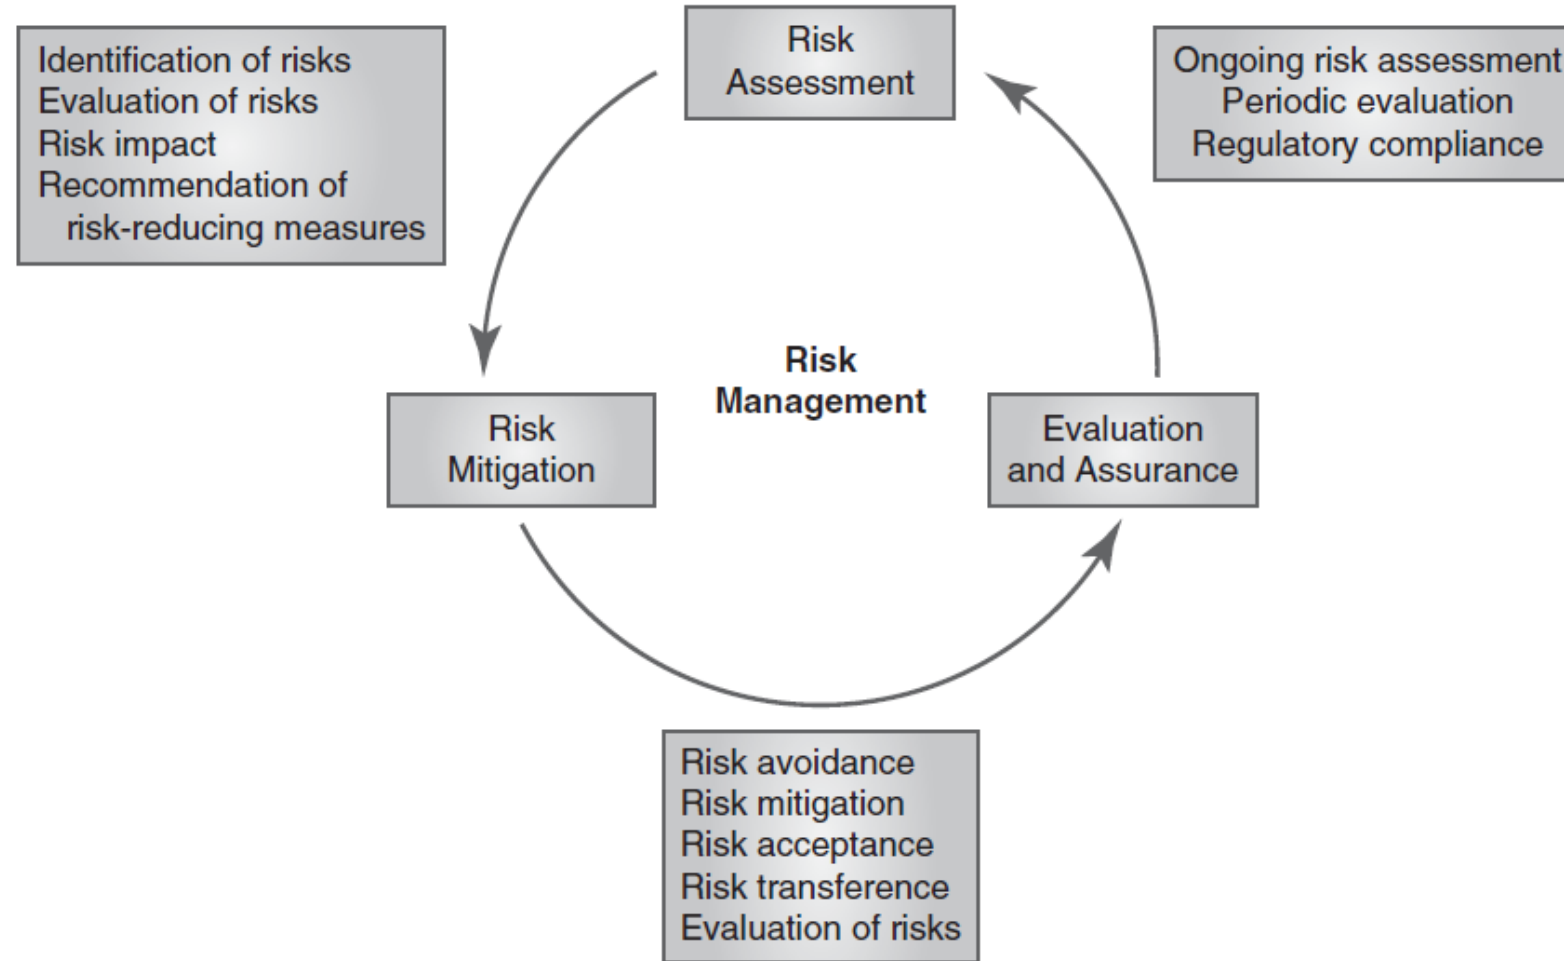 Risk
Assessment
Identification of risks
Evaluation of risks
Risk impact
Recommendation of
risk-reducing measures
Ongoing risk assessment
Periodic evaluation
Regulatory compliance
Risk
Management
Risk
Mitigation
Evaluation
and Assurance
Risk avoidance
Risk mitigation
Risk acceptance
Risk transference
Evaluation of risks